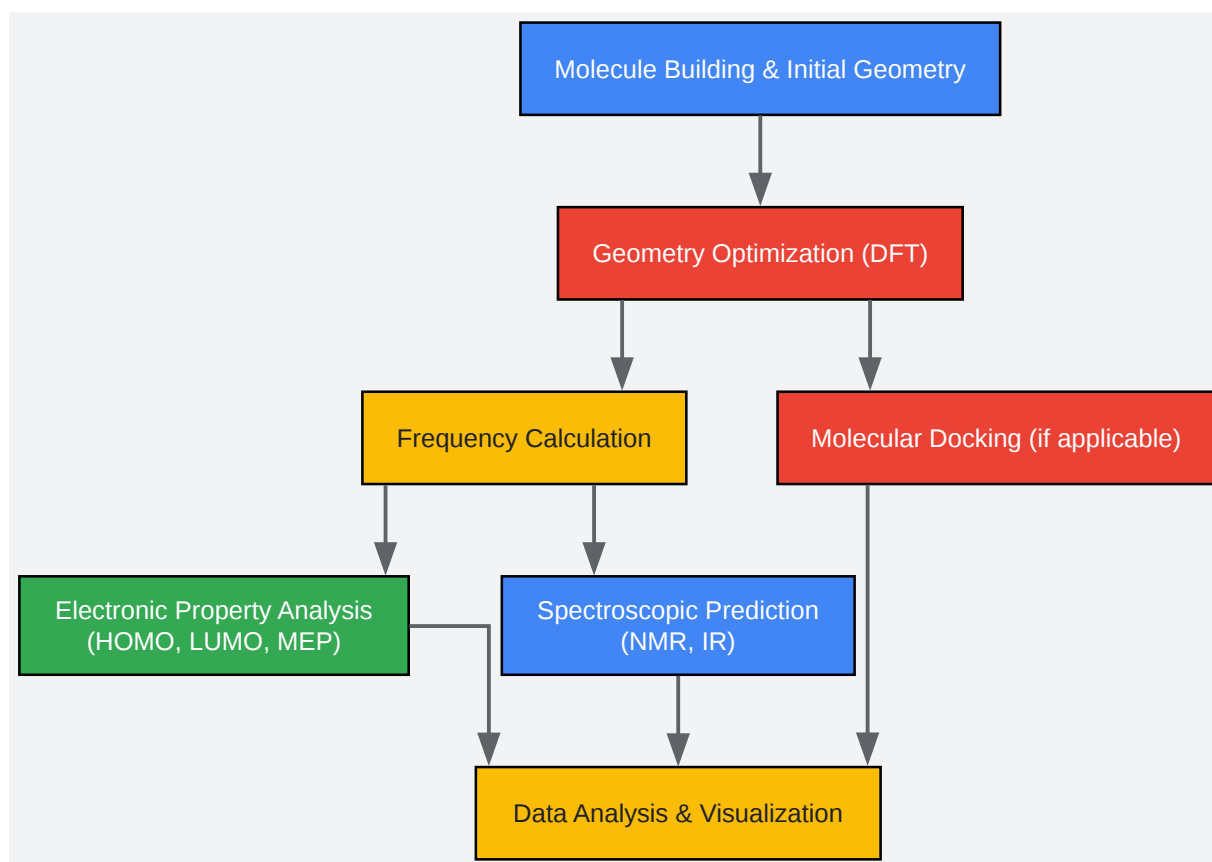 Molecule Building & Initial Geometry
Geometry Optimization (DFT)
Frequency Calculation
Molecular Docking (if applicable)
Electronic Property Analysis
(HOMO, LUMO, MEP)
Spectroscopic Prediction
(NMR, IR)
Data Analysis & Visualization